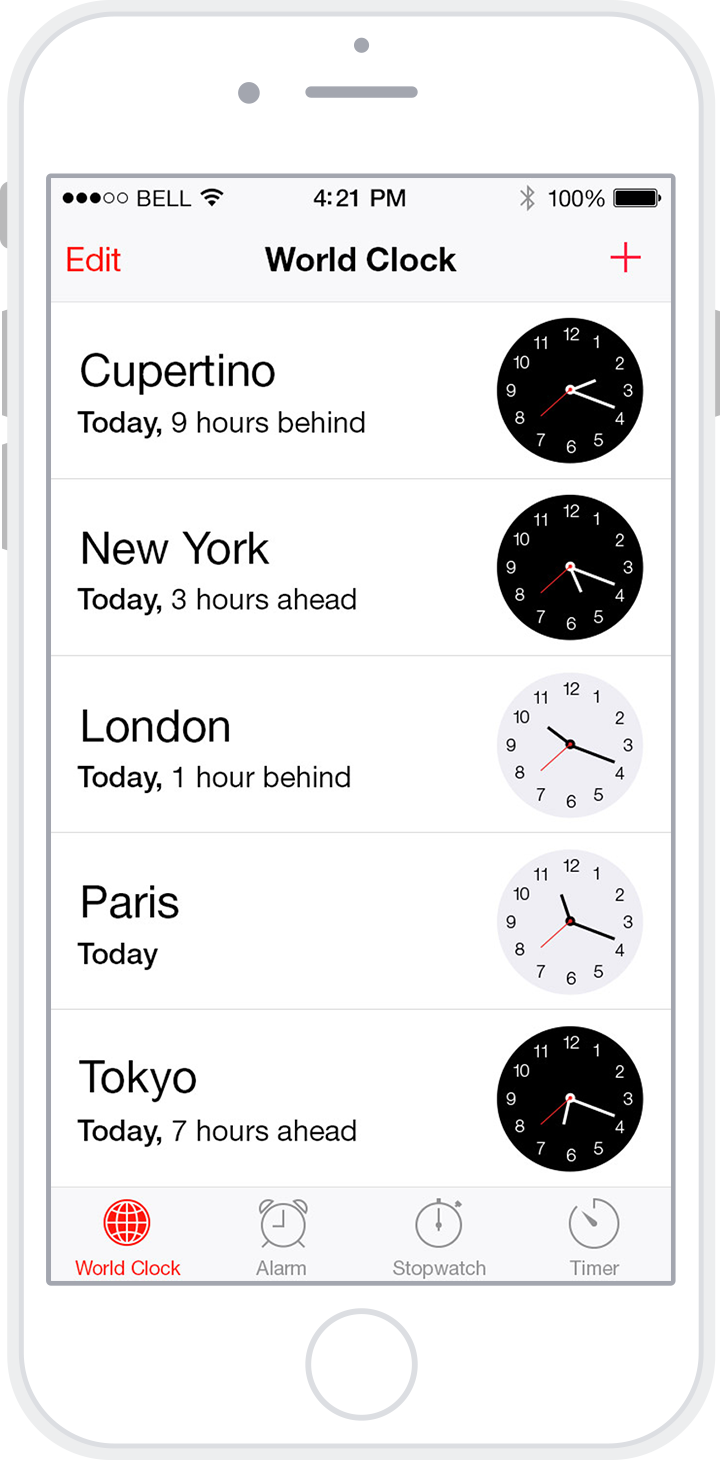 BELL 4:21 PM 100%
Edit World Clock +
Cupertino
Today, 9 hours behind
12 1 2 3 4 5 6 7 8 9 10 11
New York
Today, 3 hours ahead
12 1 2 3 4 5 6 7 8 9 10 11
London
Today, 1 hour behind
12 1 2 3 4 5 6 7 8 9 10 11
Paris
Today
12 1 2 3 4 5 6 7 8 9 10 11
Tokyo
Today, 7 hours ahead
12 1 2 3 4 5 6 7 8 9 10 11
World Clock Alarm Stopwatch Timer